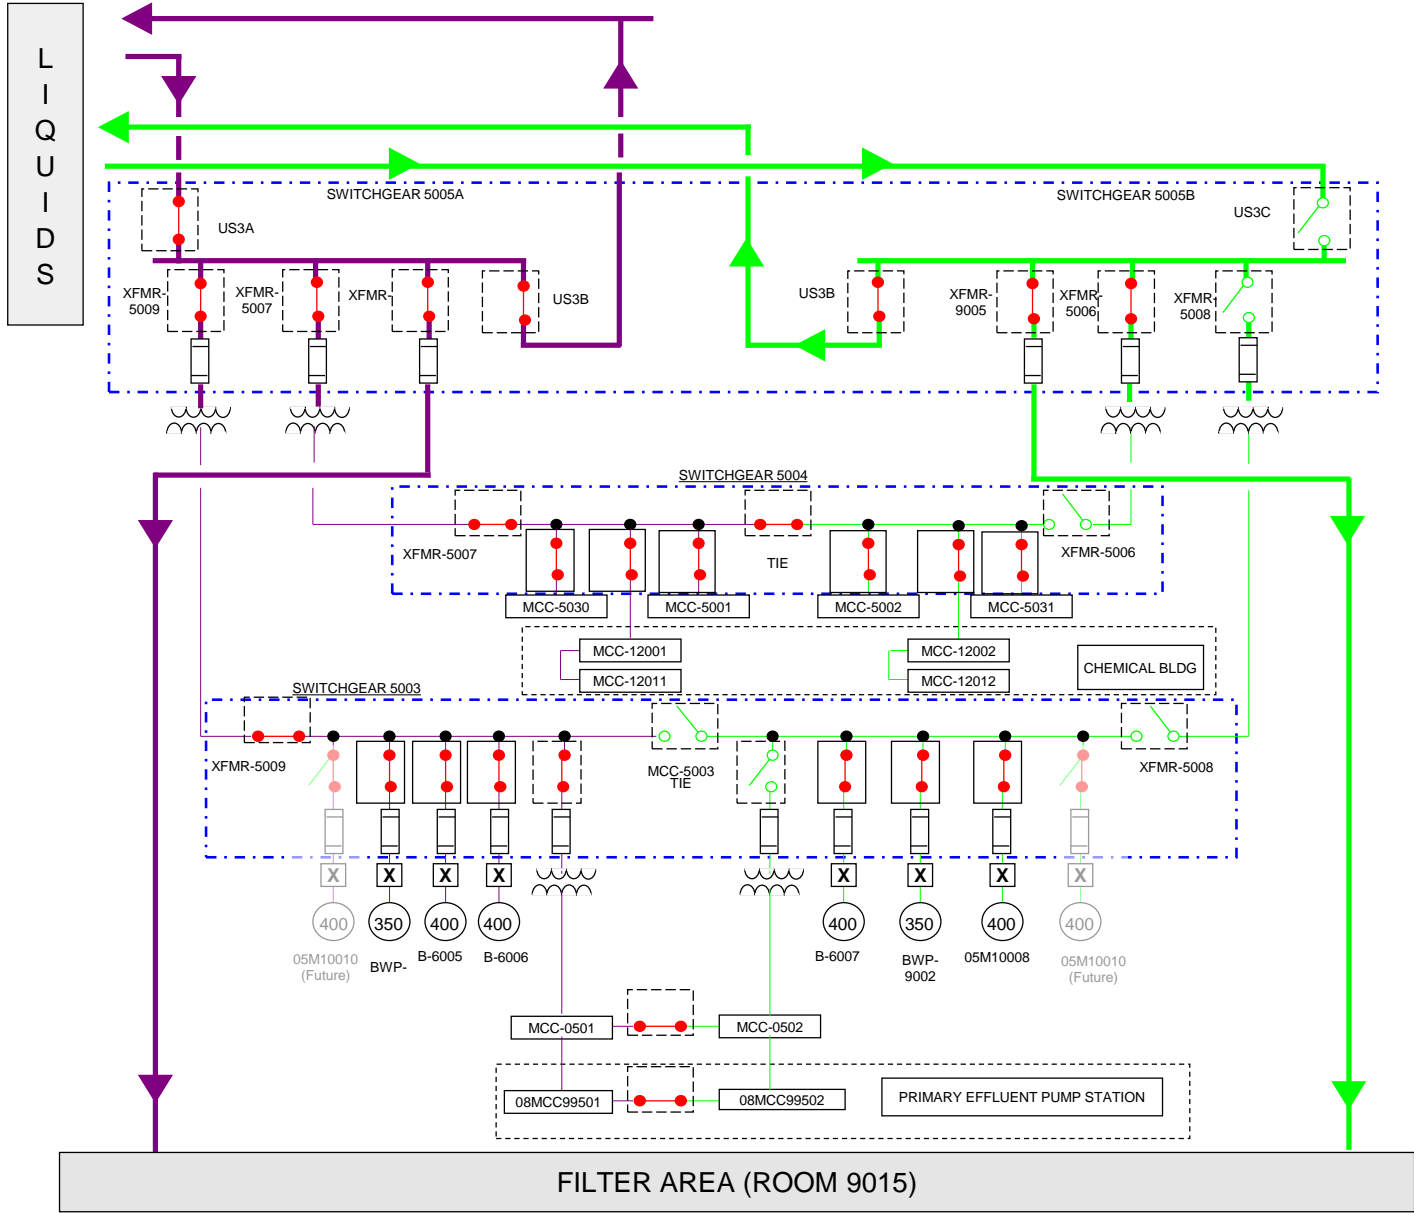 L
I
Q
U
I
D
S
SWITCHGEAR 5005A
SWITCHGEAR 5005B
US3A
US3C
XFMR-
5009
XFMR-
5007
XFMR-
US3B
US3B
XFMR-
9005
XFMR-
5006
XFMR-
5008
SWITCHGEAR 5004
XFMR-5007
TIE
XFMR-5006
MCC-5030
MCC-5001
MCC-5002
MCC-5031
MCC-12001
MCC-12002
MCC-12011
MCC-12012
CHEMICAL BLDG
SWITCHGEAR 5003
XFMR-5009
MCC-5003
TIE
XFMR-5008
X
X
X
X
X
X
X
X
400
350
400
400
400
350
400
400
05M10010
(Future)
BWP-
B-6005
B-6006
B-6007
BWP-
9002
05M10008
05M10010
(Future)
MCC-0501
MCC-0502
08MCC99501
08MCC99502
PRIMARY EFFLUENT PUMP STATION
FILTER AREA (ROOM 9015)